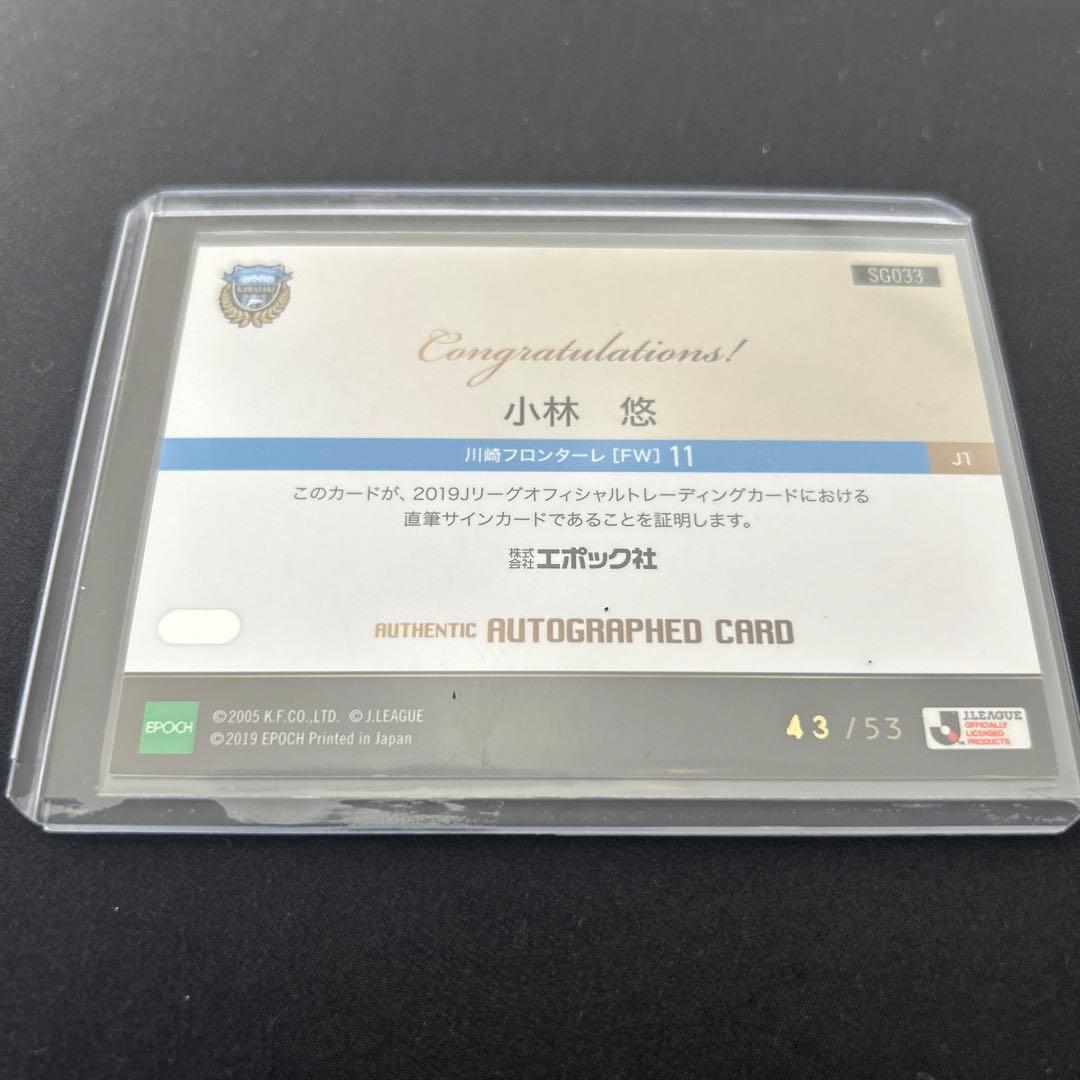 KAWASAKI
SG033
Congratulations!
小林 悠
川崎フロンターレ [FW] 11
J1
このカードが、2019Jリーグオフィシャルトレーディングカードにおける
直筆サインカードであることを証明します。
株式会社エポック社
AUTHENTIC AUTOGRAPHED CARD
EPOCH
©2005 K.F.CO.,LTD. ©J.LEAGUE
©2019 EPOCH Printed in Japan
43 /53
J.LEAGUE
OFFICIALLY
LICENSED
PRODUCTS